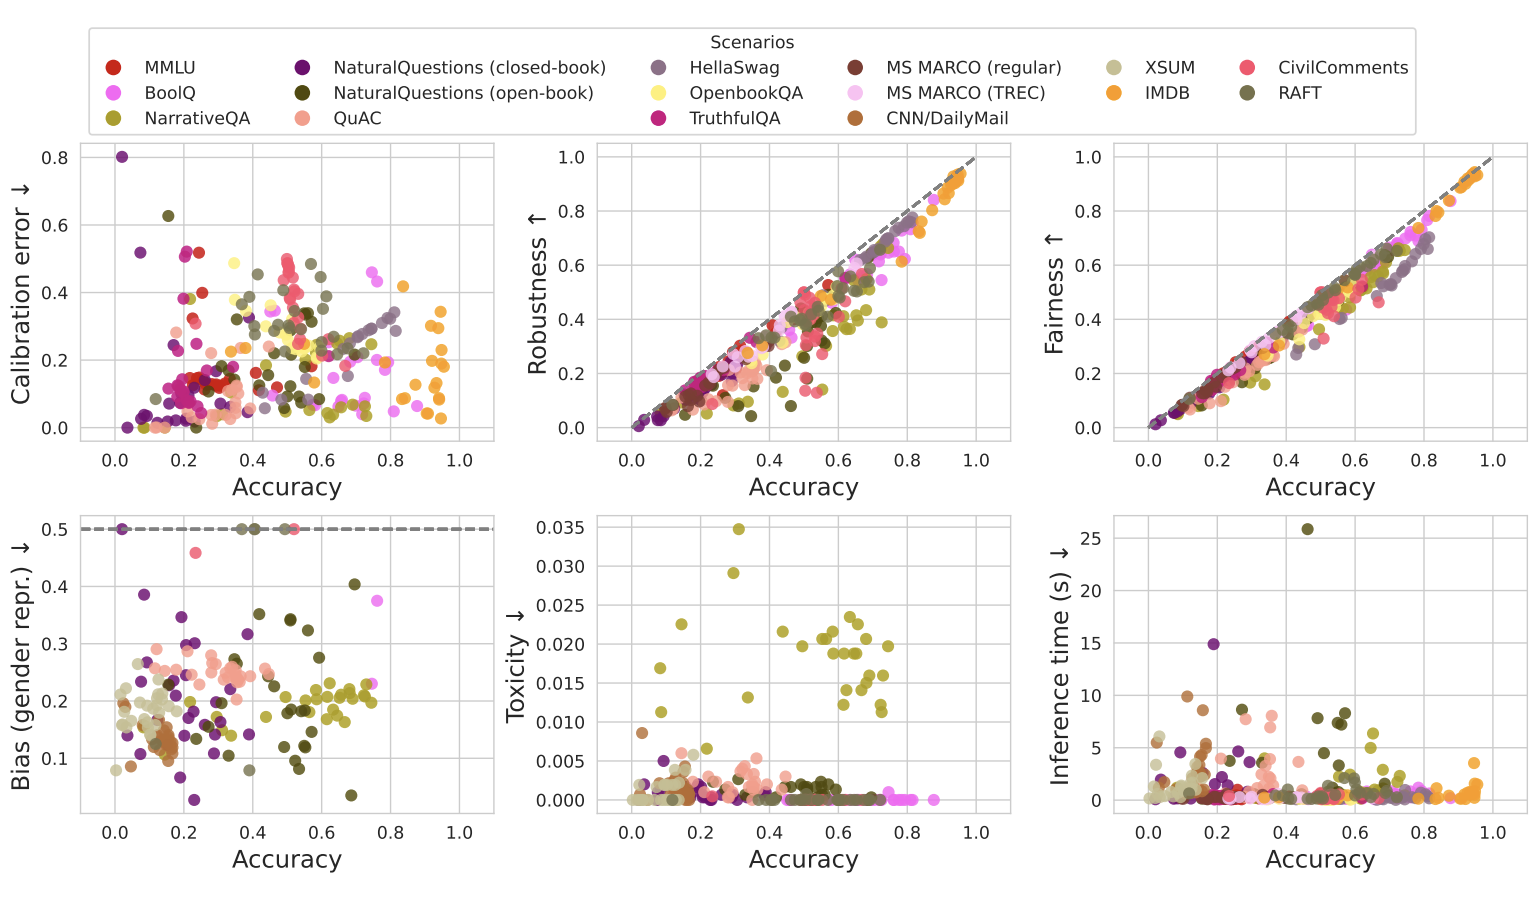 Scenarios
MMLU NaturalQuestions (closed-book) HellaSwag MS MARCO (regular) XSUM CivilComments
BoolQ NaturalQuestions (open-book) OpenbookQA MS MARCO (TREC) IMDB RAFT
NarrativeQA QuAC TruthfulQA CNN/DailyMail
Calibration error ↓
0.8
0.6
0.4
0.2
0.0
0.0 0.2 0.4 0.6 0.8 1.0
Accuracy
Robustness ↑
1.0
0.8
0.6
0.4
0.2
0.0
0.0 0.2 0.4 0.6 0.8 1.0
Accuracy
Fairness ↑
1.0
0.8
0.6
0.4
0.2
0.0
0.0 0.2 0.4 0.6 0.8 1.0
Accuracy
Bias (gender repr.) ↓
0.5
0.4
0.3
0.2
0.1
0.0 0.2 0.4 0.6 0.8 1.0
Accuracy
Toxicity ↓
0.035
0.030
0.025
0.020
0.015
0.010
0.005
0.000
0.0 0.2 0.4 0.6 0.8 1.0
Accuracy
Inference time (s) ↓
25
20
15
10
5
0
0.0 0.2 0.4 0.6 0.8 1.0
Accuracy